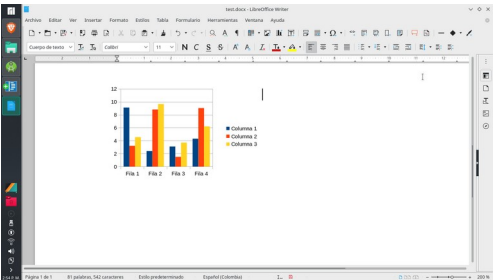 test.docx - LibreOffice Writer
Archivo Editar Ver Insertar Formato Estilos Tabla Formulario Herramientas Ventana Ayuda
Cuerpo de texto Calibri 11 N C S S
12
10
8
6
4
2
0
Fila 1 Fila 2 Fila 3 Fila 4
Columna 1
Columna 2
Columna 3
Página 1 de 1 81 palabras, 542 caracteres Estilo predeterminado Español (Colombia) 200 %